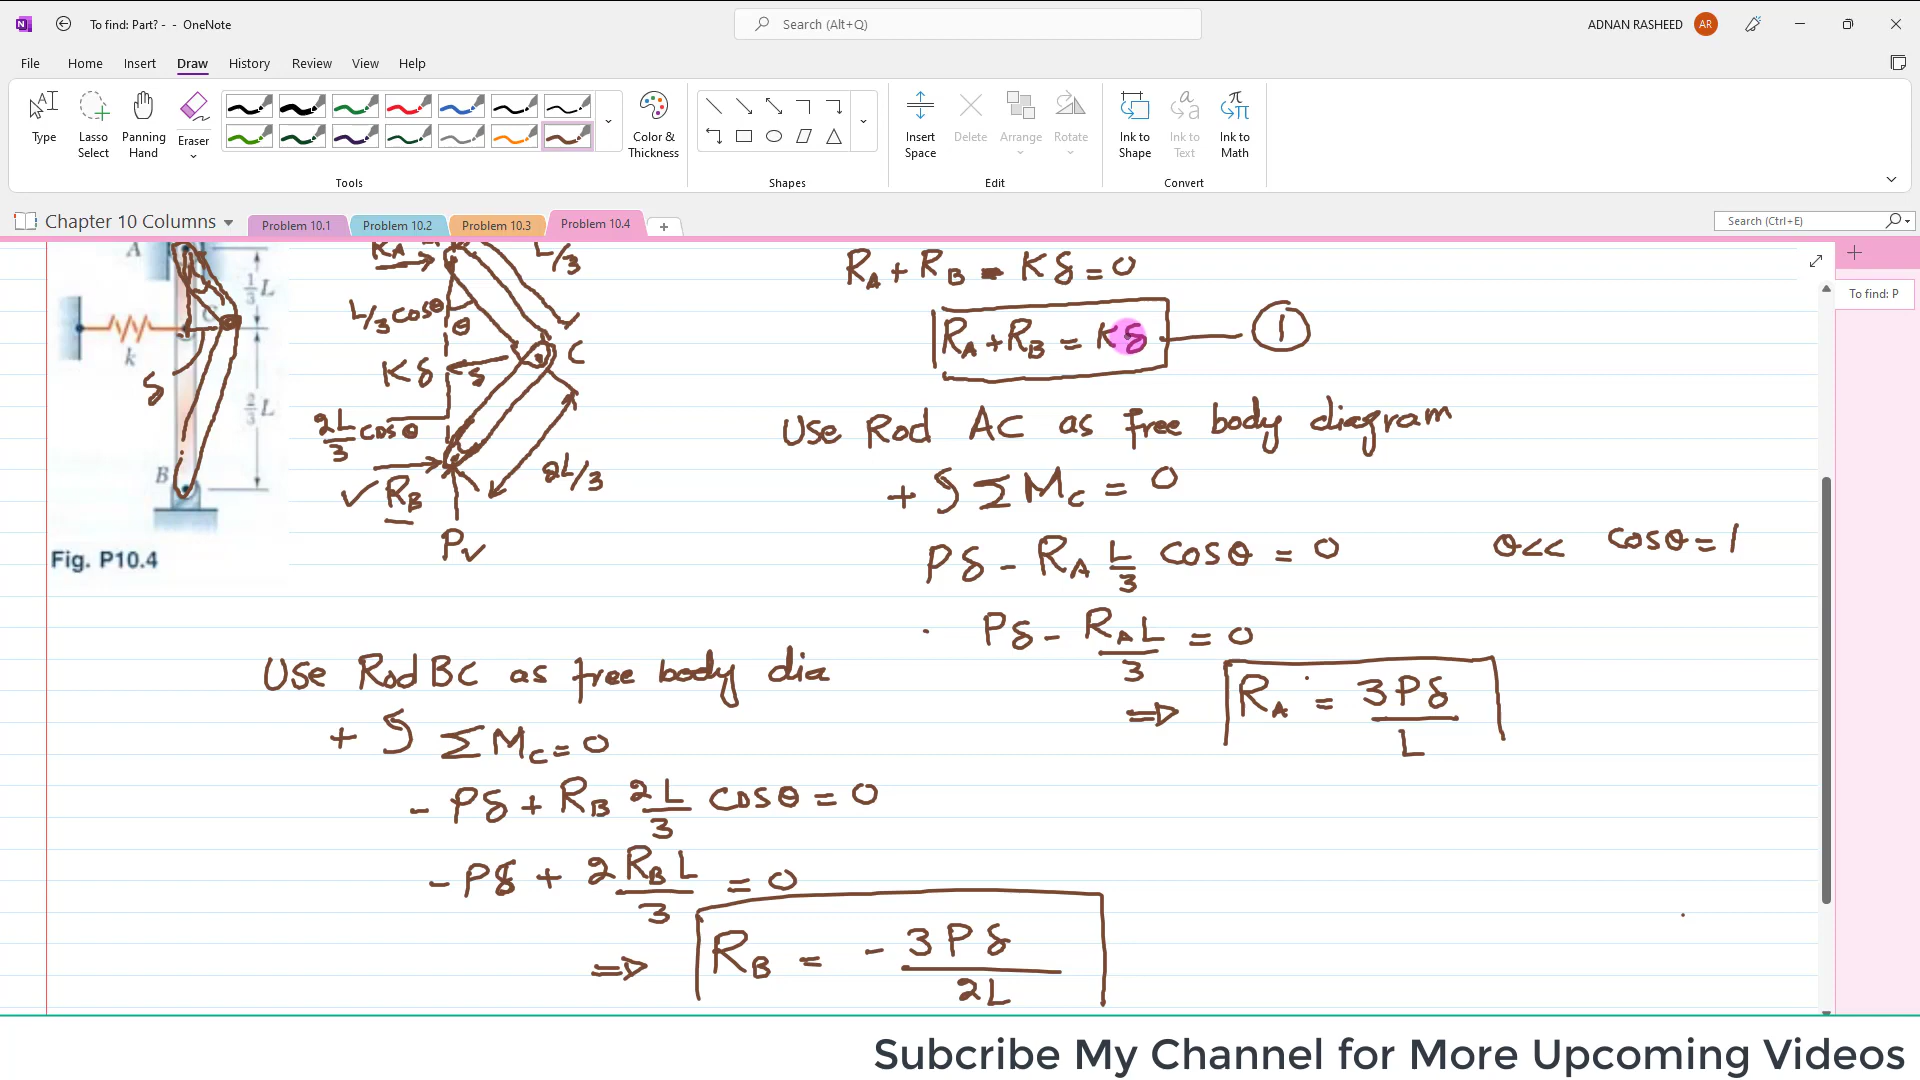 To find: Part? - - OneNote
Search (Alt+Q)
ADNAN RASHEED AR
File Home Insert Draw History Review View Help
Type
Lasso Select
Panning Hand
Eraser
Color & Thickness
Insert Space
Delete
Arrange
Rotate
Ink to Shape
Ink to Text
Ink to Math
Tools
Shapes
Edit
Convert
Chapter 10 Columns
Problem 10.1
Problem 10.2
Problem 10.3
Problem 10.4
Search (Ctrl+E)
To find: P
A
1/3 L
C
k
δ
2/3 L
B
Fig. P10.4
RA
L/3
L/3 cosθ
θ
C
Kδ
δ
2L/3 cosθ
2L/3
✓ RB
P✓
RA + RB - Kδ = 0
RA + RB = Kδ ①
Use Rod AC as free body diagram
+ ↺ Σ Mc = 0
Pδ - RA L/3 cosθ = 0
θ<< cosθ = 1
Pδ - RAL/3 = 0
⇒ RA = 3Pδ/L
Use Rod BC as free body dia
+ ↺ Σ Mc = 0
- Pδ + RB 2L/3 cosθ = 0
- Pδ + 2RBL/3 = 0
⇒ RB = - 3Pδ/2L
Subcribe My Channel for More Upcoming Videos